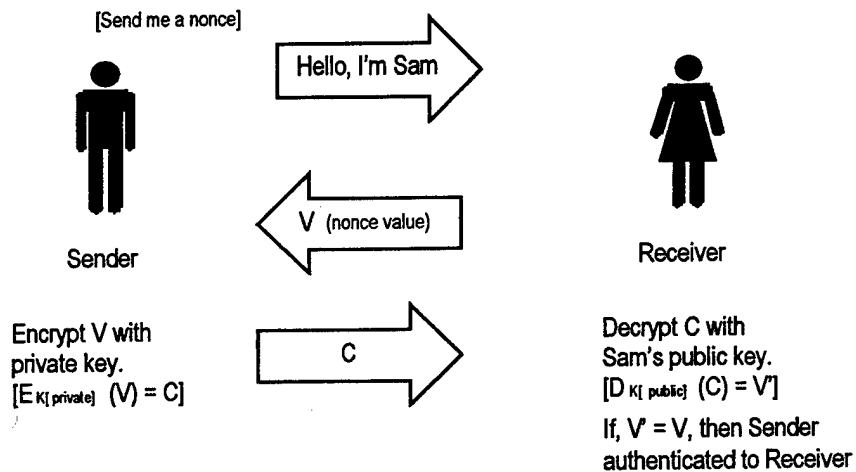 [Send me a nonce]
Hello, I'm Sam
V (nonce value)
Sender
Receiver
Encrypt V with
private key.
[E K[ private] (V) = C]
C
Decrypt C with
Sam's public key.
[D K[ public] (C) = V']
If, V' = V, then Sender
authenticated to Receiver